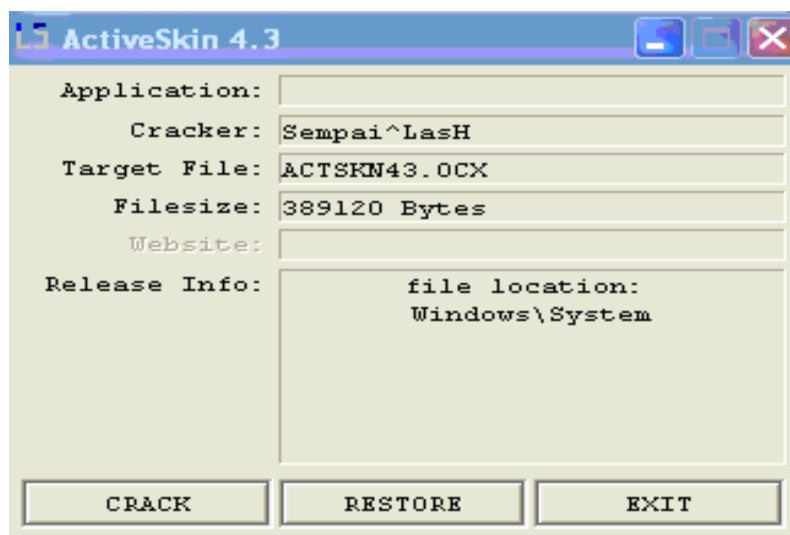 LS ActiveSkin 4.3
Application:
Cracker: Sempai^LasH
Target File: ACTSKN43.OCX
Filesize: 389120 Bytes
Website:
Release Info: file location:
Windows\System
CRACK RESTORE EXIT